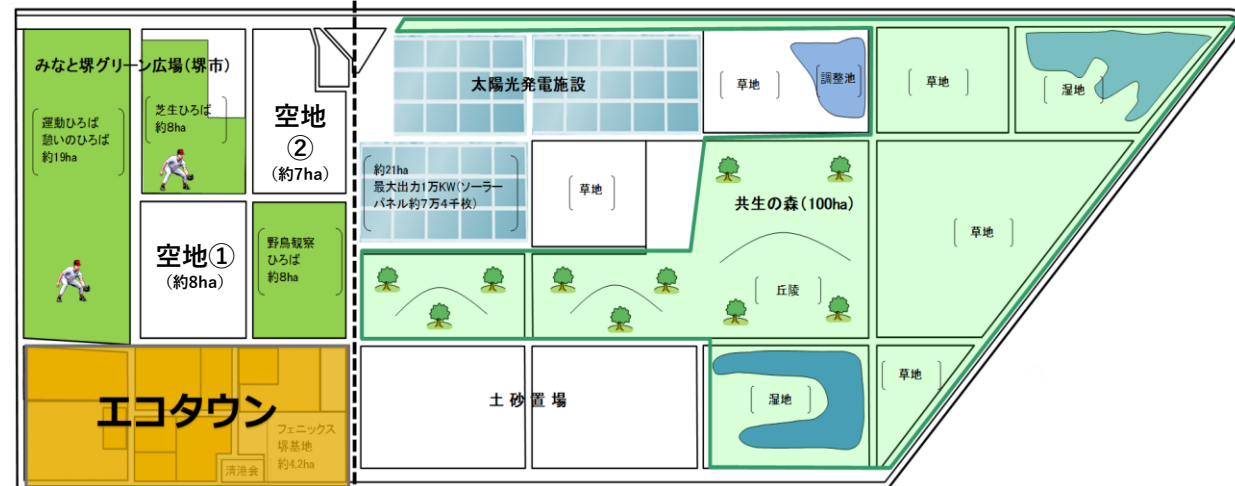 みなと堺グリーン広場(堺市)
運動ひろば
憩いのひろば
約19ha
芝生ひろば
約8ha
空地
②
(約7ha)
空地①
(約8ha)
野鳥観察
ひろば
約8ha
エコタウン
フェニックス
堺基地
約4.2ha
済港会
太陽光発電施設
約21ha
最大出力1万KW(ソーラー
パネル約7万4千枚)
草地
調整池
草地
湿地
草地
共生の森(100ha)
草地
丘陵
土砂置場
湿地
草地